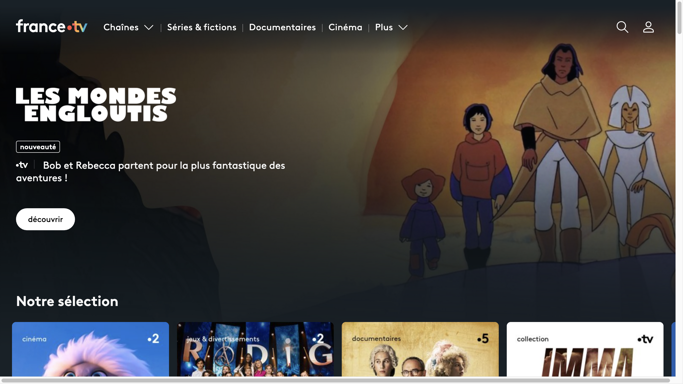 france•tv
Chaînes
Séries & fictions
Documentaires
Cinéma
Plus
LES MONDES
ENGLOUTIS
nouveauté
•tv
Bob et Rebecca partent pour la plus fantastique des
aventures !
découvrir
Notre sélection
cinéma
•2
jeux & divertissements
•2
documentaires
•5
collection
•tv